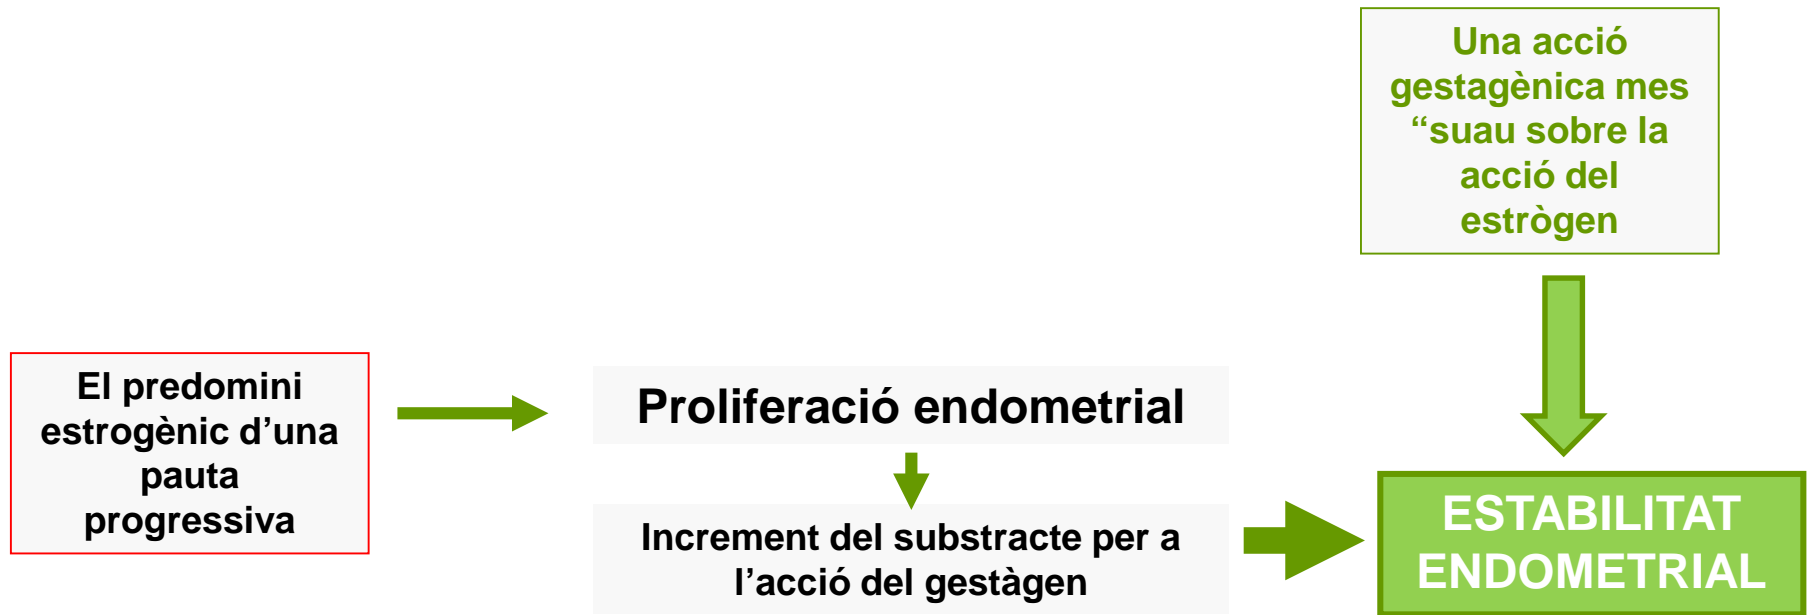 Una acció
gestagènica mes
“suau sobre la
acció del
estrògen
El predomini
estrogènic d’una
pauta
progressiva
Proliferació endometrial
Increment del substracte per a
l’acció del gestàgen
ESTABILITAT
ENDOMETRIAL